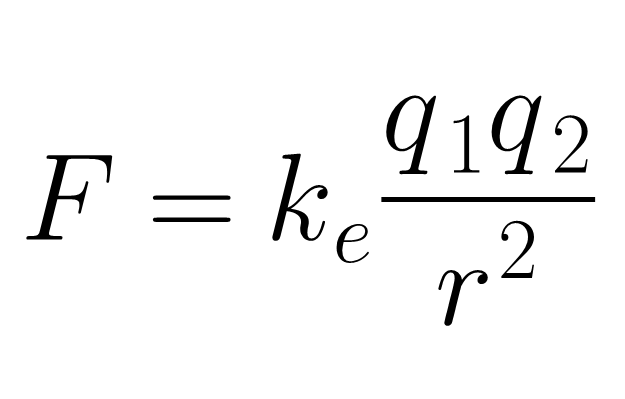 F = k_e \frac{q_1 q_2}{r^2}